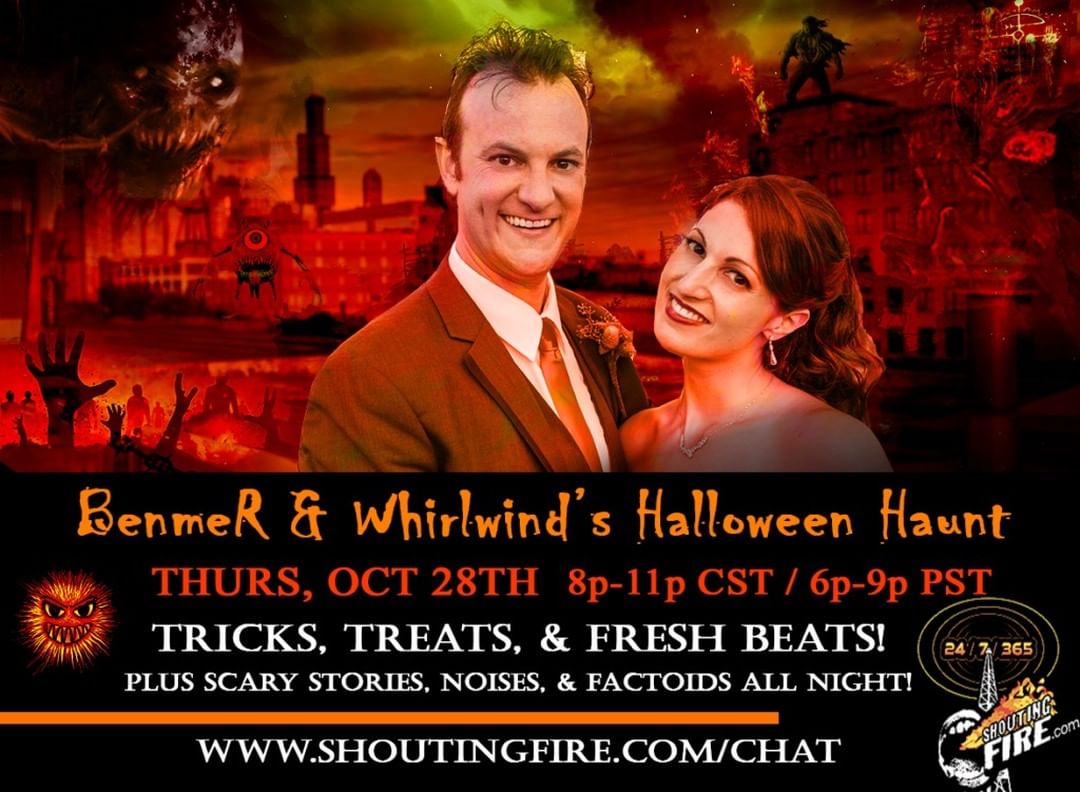 BenmeR & Whirlwind's Halloween Haunt
THURS, OCT 28TH 8p-11p CST / 6p-9p PST
TRICKS, TREATS, & FRESH BEATS!
PLUS SCARY STORIES, NOISES, & FACTOIDS ALL NIGHT!
24/7/365
SHOUTING
FIRE.com
WWW.SHOUTINGFIRE.COM/CHAT